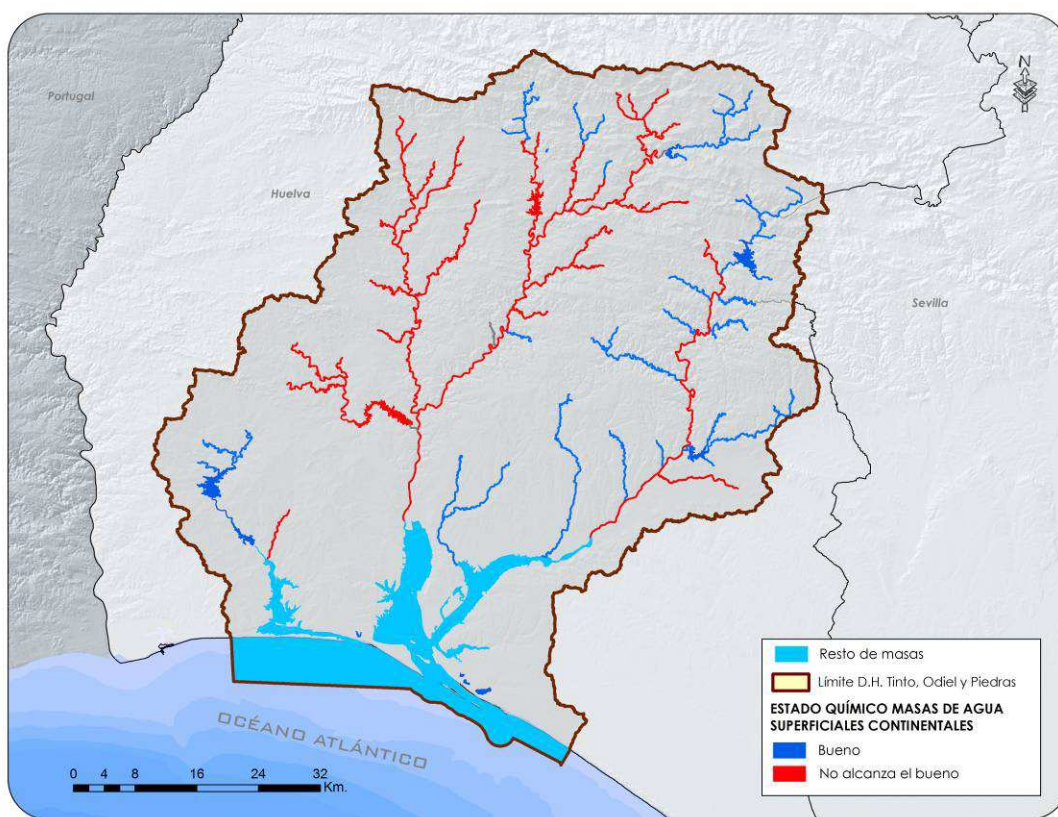 Portugal
N
Huelva
Sevilla
OCÉANO ATLÁNTICO
0 4 8 16 24 32
Km.
Resto de masas
Límite D.H. Tinto, Odiel y Piedras
ESTADO QUÍMICO MASAS DE AGUA
SUPERFICIALES CONTINENTALES
Bueno
No alcanza el bueno